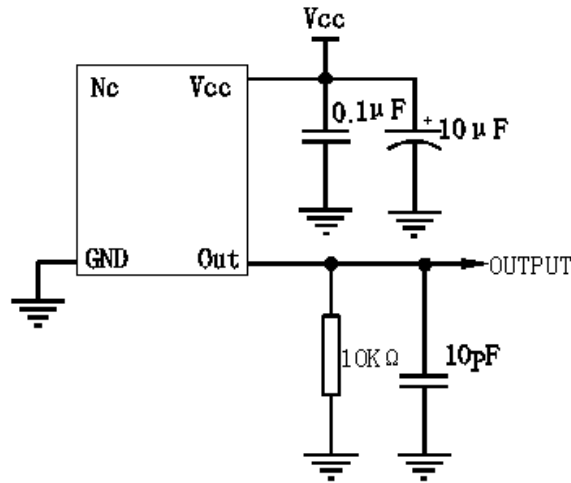 Vcc
Nc Vcc
0.1μF
+
10μF
GND Out
OUTPUT
10KΩ
10pF